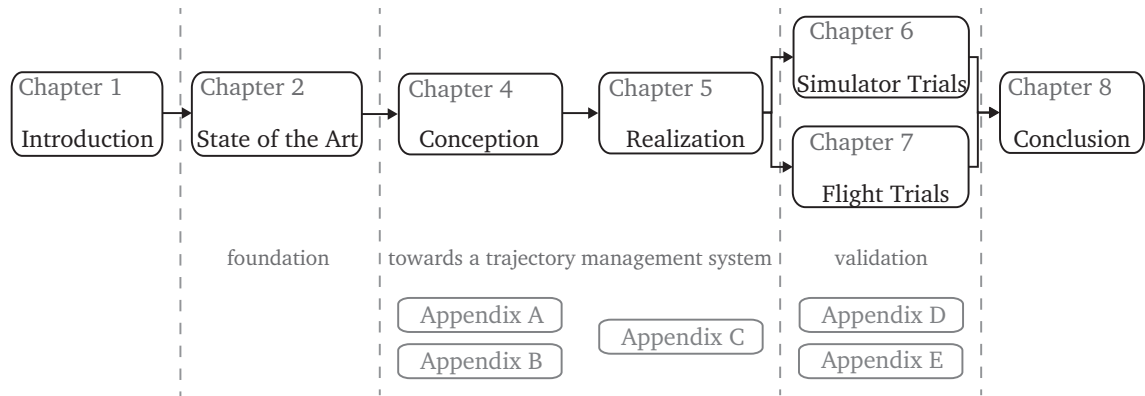 Chapter 1
Introduction
Chapter 2
State of the Art
Chapter 4
Conception
Chapter 5
Realization
Chapter 6
Simulator Trials
Chapter 7
Flight Trials
Chapter 8
Conclusion
foundation
towards a trajectory management system
validation
Appendix A
Appendix B
Appendix C
Appendix D
Appendix E